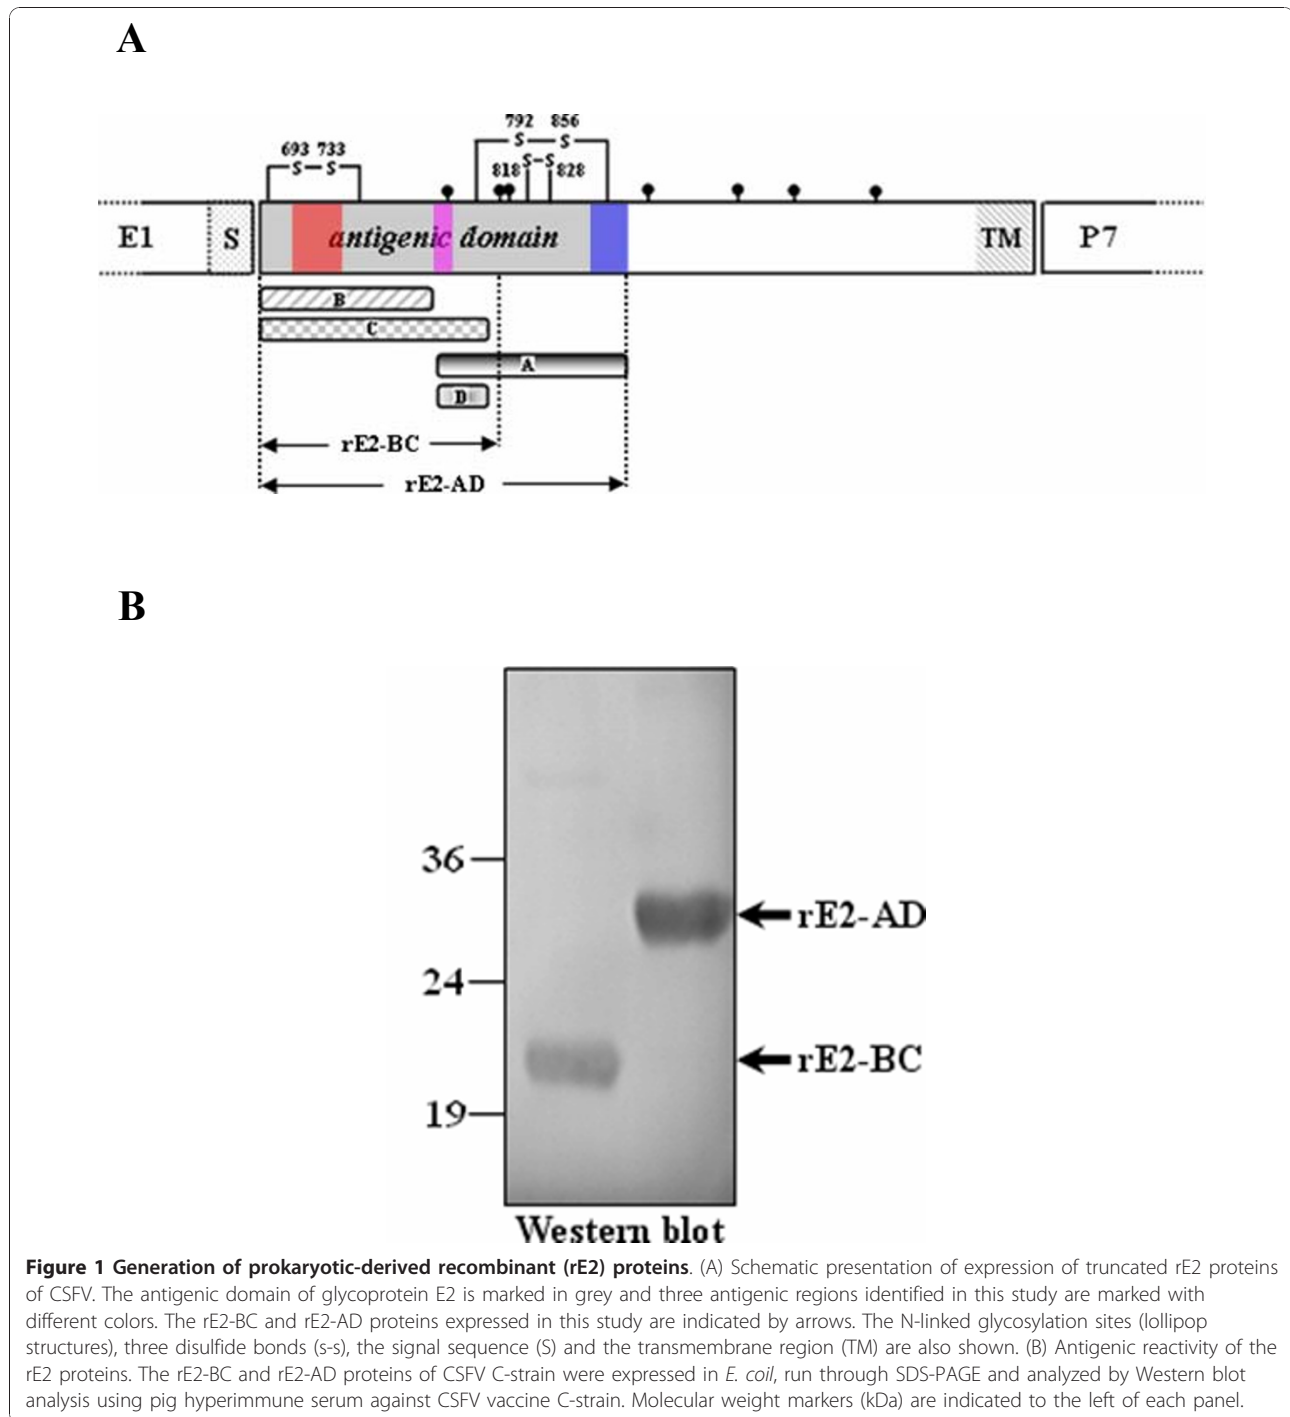 A
792 856
S S
693 733
S S
818 S-S 828
E1 S antigenic domain TM P7
B
C
A
D
rE2-BC
rE2-AD
B
36
rE2-AD
24
rE2-BC
19
Western blot
Figure 1 Generation of prokaryotic-derived recombinant (rE2) proteins. (A) Schematic presentation of expression of truncated rE2 proteins
of CSFV. The antigenic domain of glycoprotein E2 is marked in grey and three antigenic regions identified in this study are marked with
different colors. The rE2-BC and rE2-AD proteins expressed in this study are indicated by arrows. The N-linked glycosylation sites (lollipop
structures), three disulfide bonds (s-s), the signal sequence (S) and the transmembrane region (TM) are also shown. (B) Antigenic reactivity of the
rE2 proteins. The rE2-BC and rE2-AD proteins of CSFV C-strain were expressed in E. coil, run through SDS-PAGE and analyzed by Western blot
analysis using pig hyperimmune serum against CSFV vaccine C-strain. Molecular weight markers (kDa) are indicated to the left of each panel.